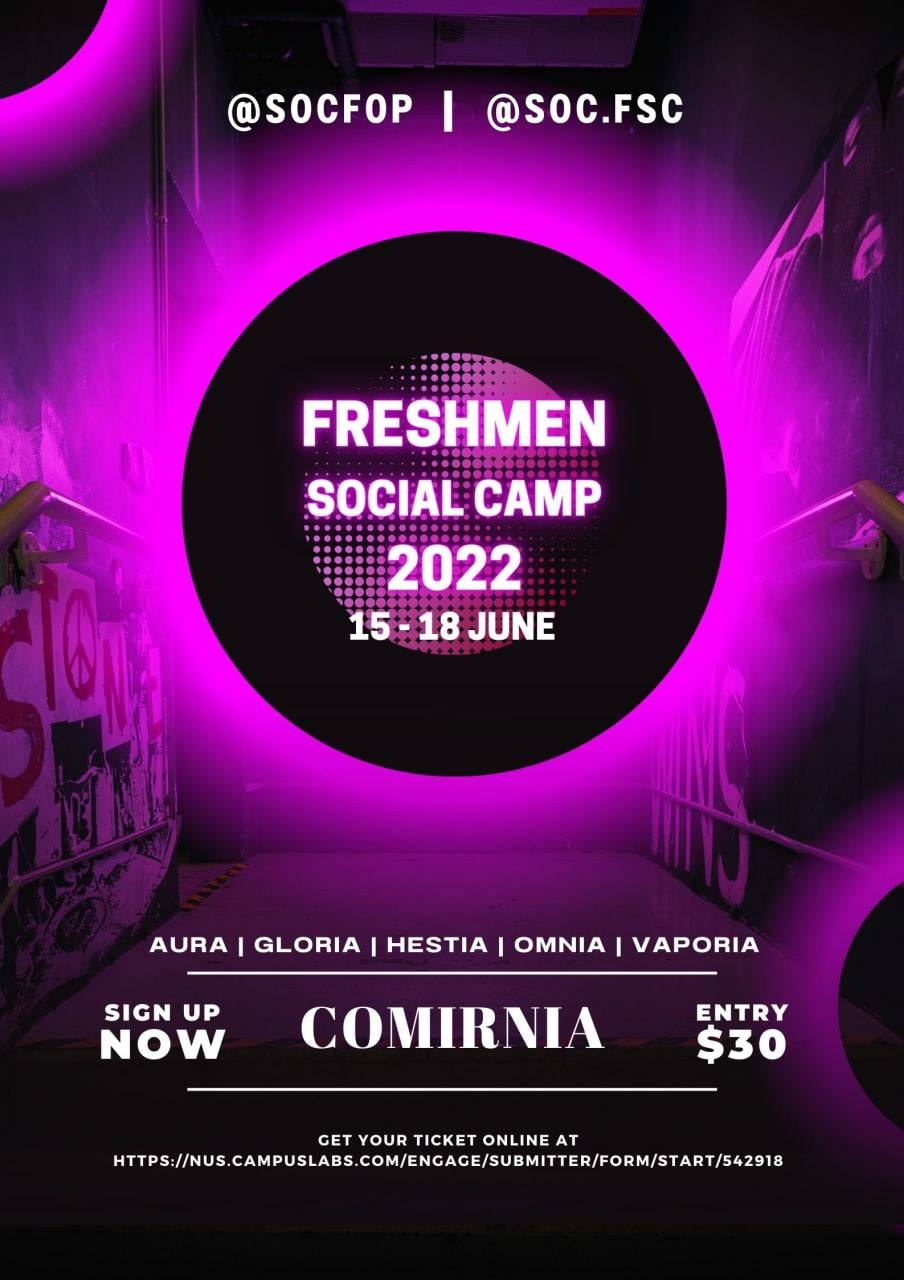 @SOCFOP | @SOC.FSC
FRESHMEN
SOCIAL CAMP
2022
15 - 18 JUNE
STONE
AURA | GLORIA | HESTIA | OMNIA | VAPORIA
SIGN UP
NOW
COMIRNIA
ENTRY
$30
GET YOUR TICKET ONLINE AT
HTTPS://NUS.CAMPUSLABS.COM/ENGAGE/SUBMITTER/FORM/START/542918